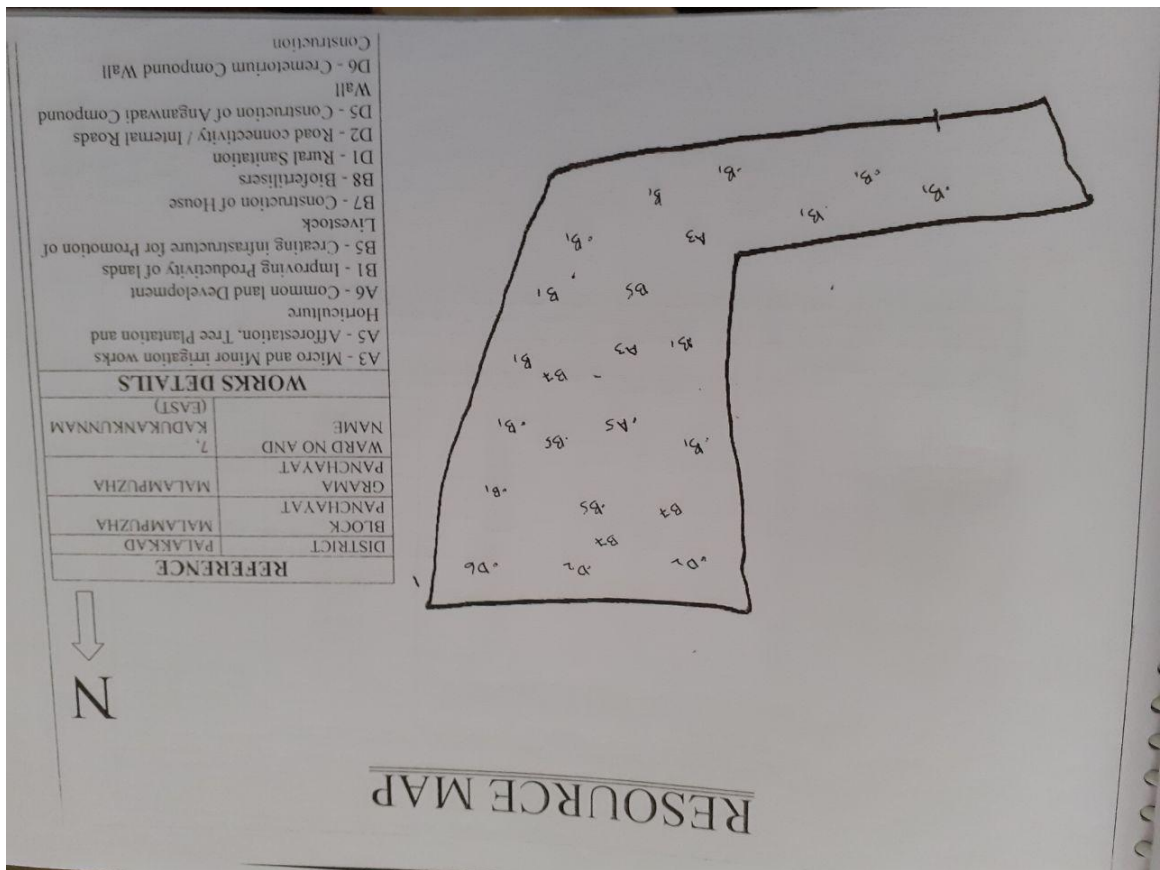 RESOURCE MAP
N
REFERENCE
DISTRICT PALAKKAD
BLOCK PANCHAYAT MALAMPUZHA
GRAMA PANCHAYAT MALAMPUZHA
WARD NO AND NAME 7, KADUKANKUNNAM (EAST)
WORKS DETAILS
A3 - Micro and Minor irrigation works
A5 - Afforestation, Tree Plantation and
Horticulture
A6 - Common land Development
B1 - Improving Productivity of lands
B5 - Creating infrastructure for Promotion of
Livestock
B7 - Construction of House
B8 - Biofertilisers
D1 - Rural Sanitation
D2 - Road connectivity / Internal Roads
D5 - Construction of Anganwadi Compound
Wall
D6 - Cremetorium Compound Wall
Construction
D2 D2 D6
B7
B7 B5 B1
B1 A5 B5 B1
B7 B1
B1 A3
B5 B1
A3 B1
B1 B1
B1 B1 B1